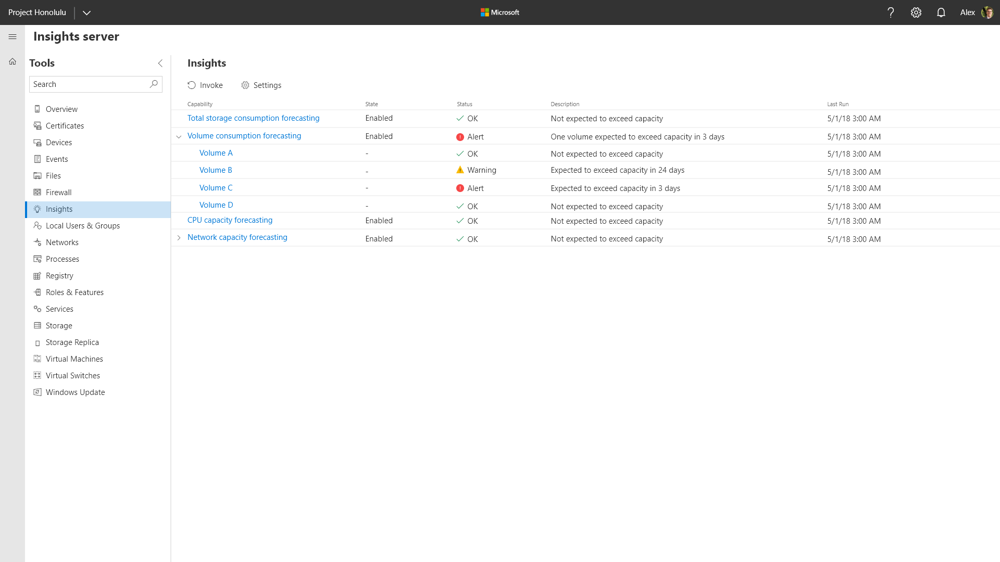 Project Honolulu
Microsoft
Alex
Insights server
Tools
Search
Overview
Certificates
Devices
Events
Files
Firewall
Insights
Local Users & Groups
Networks
Processes
Registry
Roles & Features
Services
Storage
Storage Replica
Virtual Machines
Virtual Switches
Windows Update
Insights
Invoke Settings
Capability State Status Description Last Run
Total storage consumption forecasting Enabled OK Not expected to exceed capacity 5/1/18 3:00 AM
Volume consumption forecasting Enabled Alert One volume expected to exceed capacity in 3 days 5/1/18 3:00 AM
Volume A - OK Not expected to exceed capacity 5/1/18 3:00 AM
Volume B - Warning Expected to exceed capacity in 24 days 5/1/18 3:00 AM
Volume C - Alert Expected to exceed capacity in 3 days 5/1/18 3:00 AM
Volume D - OK Not expected to exceed capacity 5/1/18 3:00 AM
CPU capacity forecasting Enabled OK Not expected to exceed capacity 5/1/18 3:00 AM
Network capacity forecasting Enabled OK Not expected to exceed capacity 5/1/18 3:00 AM